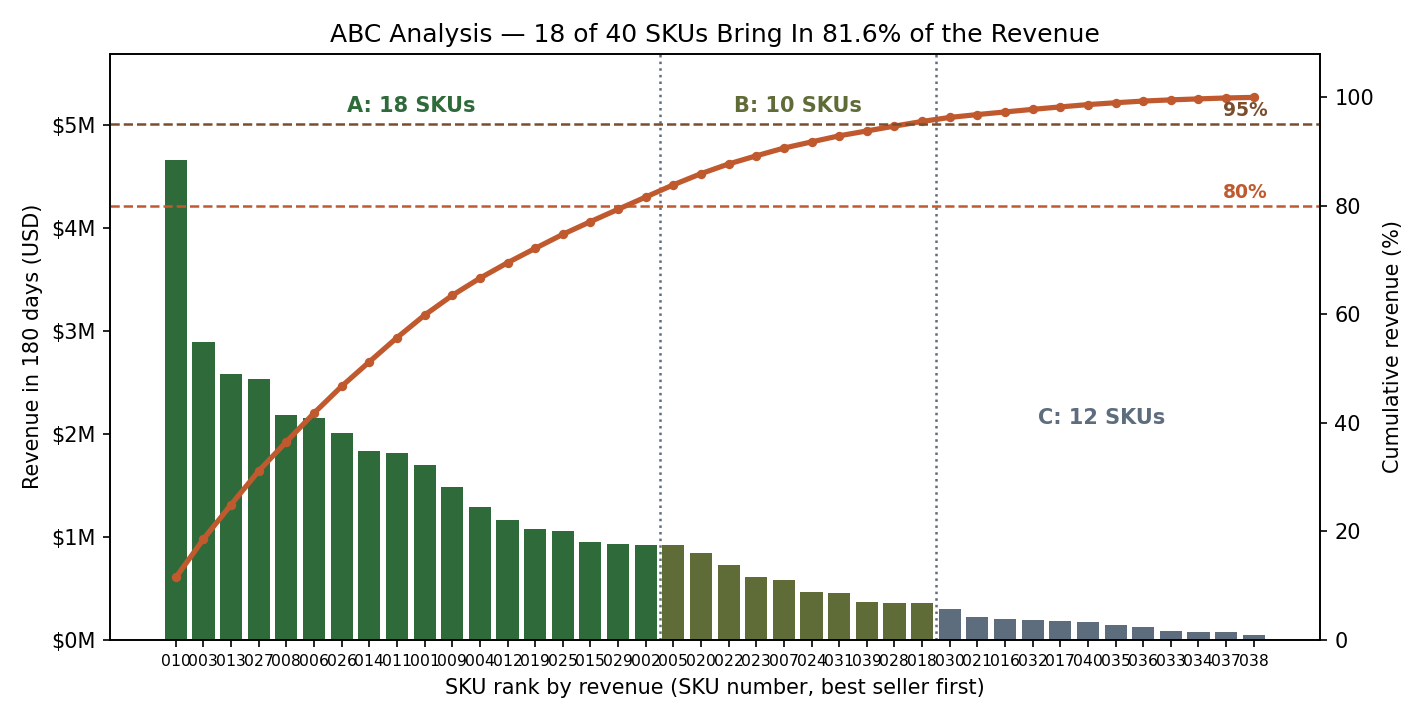 ABC Analysis — 18 of 40 SKUs Bring In 81.6% of the Revenue
A: 18 SKUs
B: 10 SKUs
C: 12 SKUs
95%
80%
Revenue in 180 days (USD)
$5M
$4M
$3M
$2M
$1M
$0M
100
80
60
40
20
0
Cumulative revenue (%)
010 003 013 027 008 006 026 014 011 001 009 004 012 019 025 015 029 002 005 020 022 023 007 024 031 039 028 018 030 021 016 032 017 040 035 036 033 034 037 038
SKU rank by revenue (SKU number, best seller first)